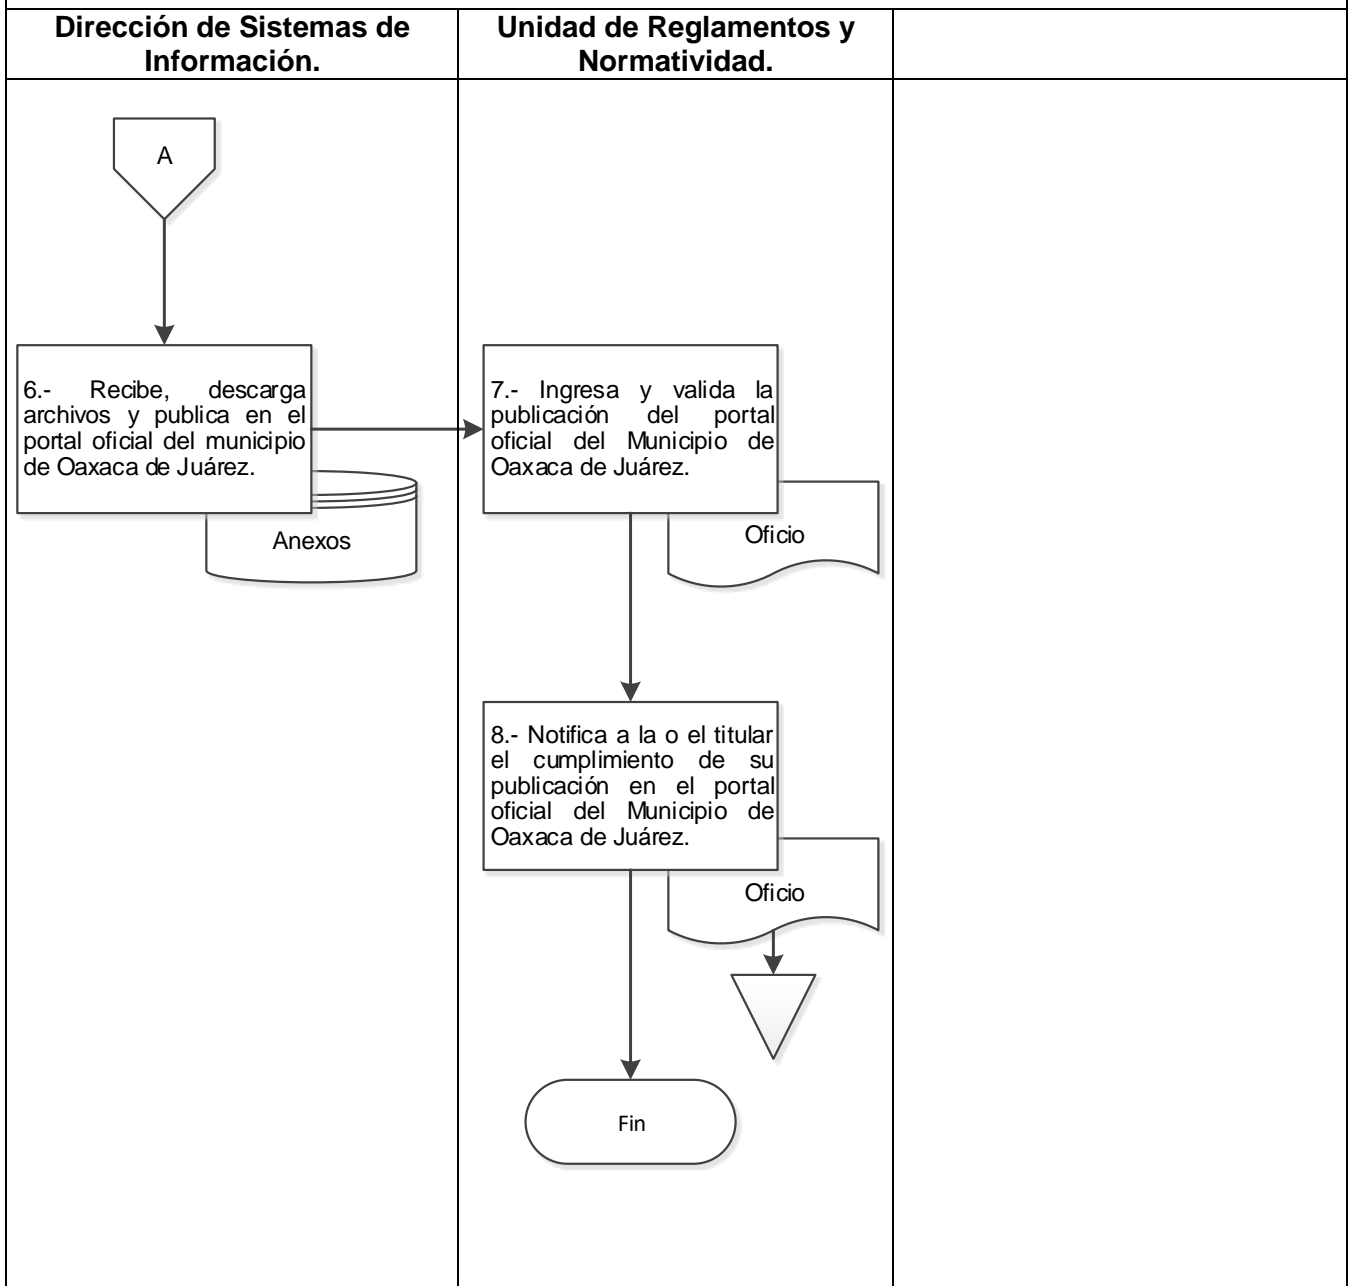 Dirección de Sistemas de
Información.
Unidad de Reglamentos y
Normatividad.
A
6.- Recibe, descarga
archivos y publica en el
portal oficial del municipio
de Oaxaca de Juárez.
Anexos
7.- Ingresa y valida la
publicación del portal
oficial del Municipio de
Oaxaca de Juárez.
Oficio
8.- Notifica a la o el titular
el cumplimiento de su
publicación en el portal
oficial del Municipio de
Oaxaca de Juárez.
Oficio
Fin